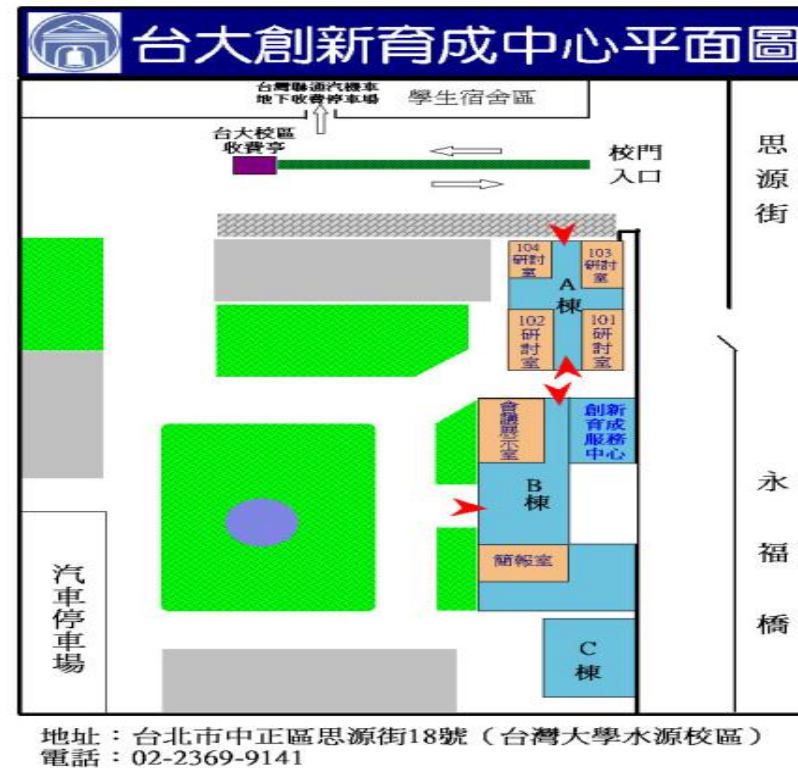 台大創新育成中心平面圖
台灣聯通汽機車
地下收費停車場
學生宿舍區
台大校區
收費亭
校門
入口
思源街
104
研討室
103
研討室
A
棟
102
研討室
101
研討室
會議展示室
創新
育成
服務
中心
B
棟
永福橋
簡報室
汽車停車場
C
棟
地址：台北市中正區思源街18號（台灣大學水源校區）
電話：02-2369-9141